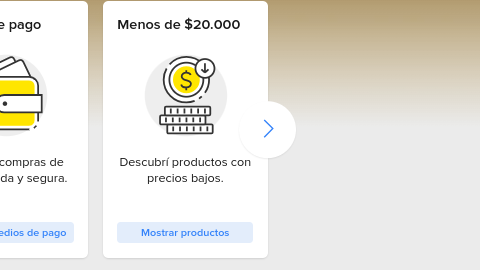 e pago
compras de
da y segura.
edios de pago
Menos de $20.000
Descubrí productos con
precios bajos.
Mostrar productos